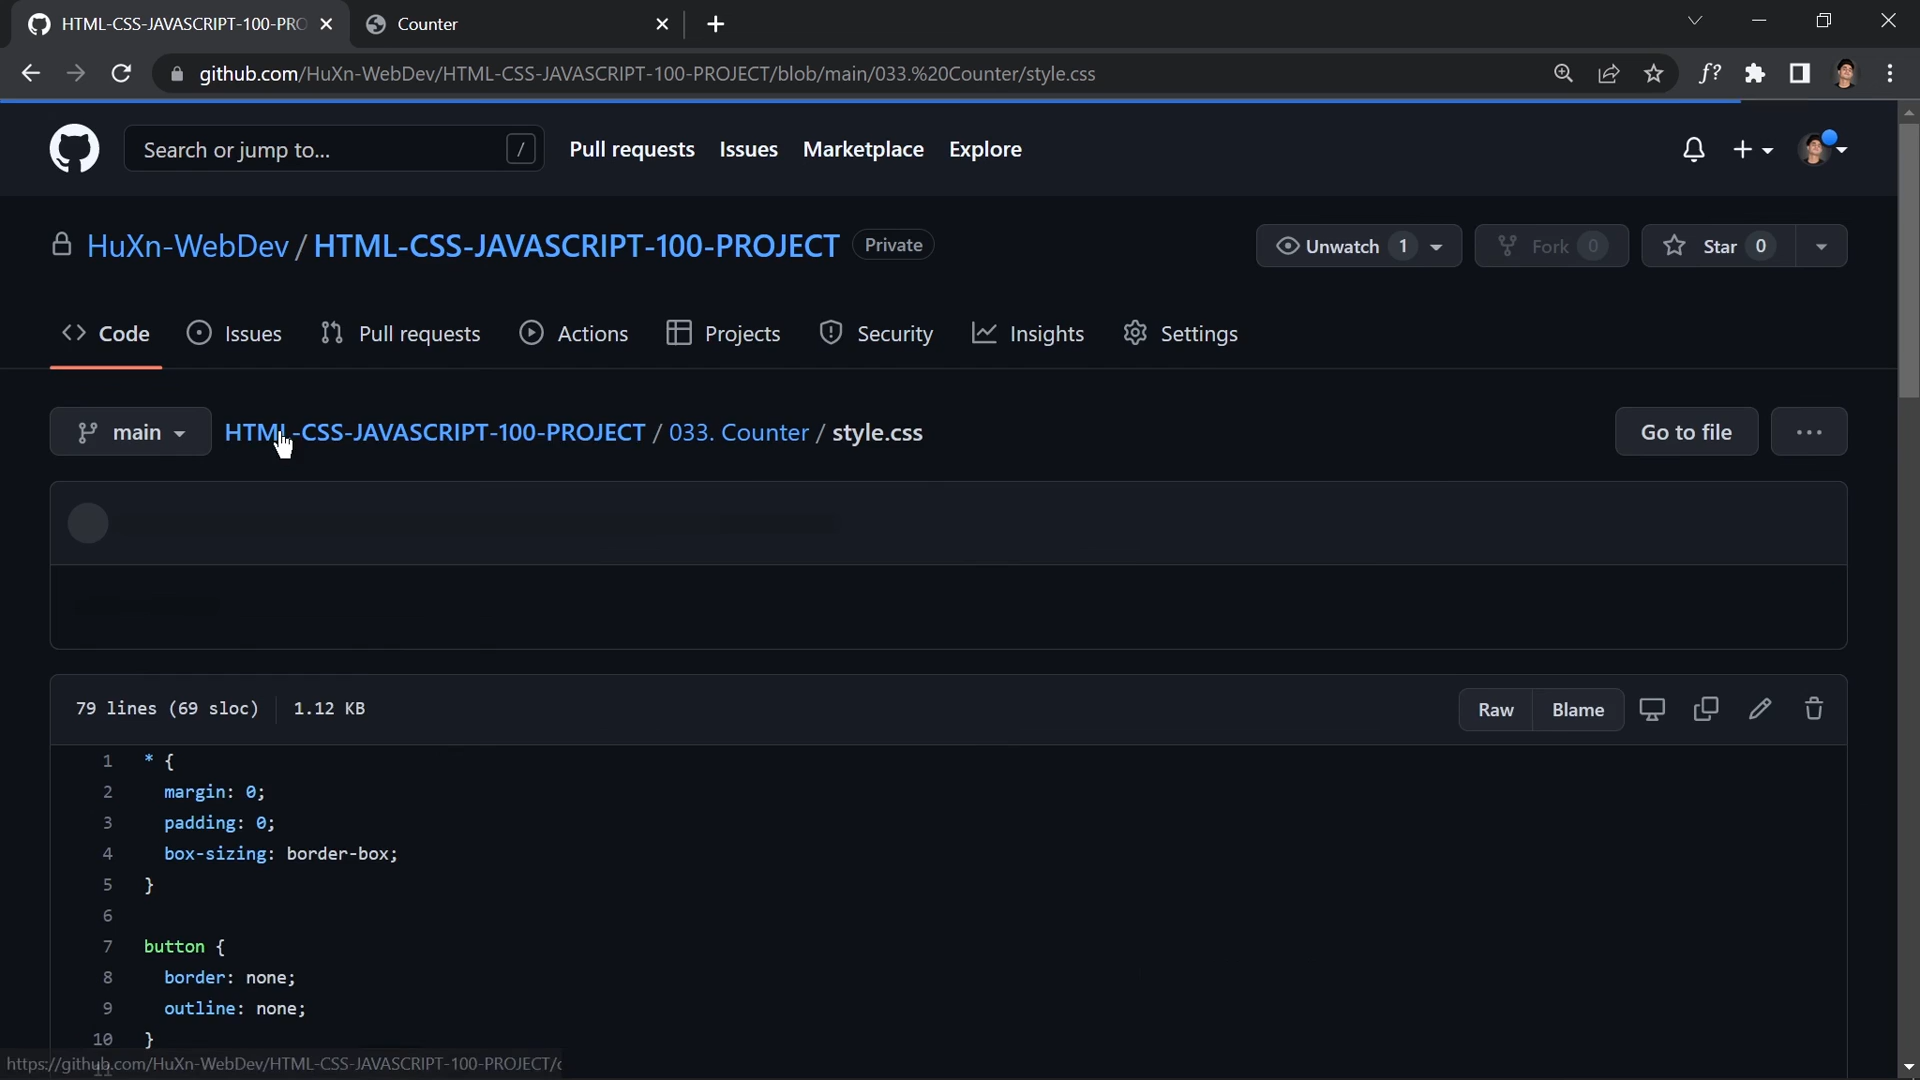 HTML-CSS-JAVASCRIPT-100-PRO
Counter
github.com/HuXn-WebDev/HTML-CSS-JAVASCRIPT-100-PROJECT/blob/main/033.%20Counter/style.css
f?
Search or jump to...
/
Pull requests
Issues
Marketplace
Explore
HuXn-WebDev / HTML-CSS-JAVASCRIPT-100-PROJECT
Private
Unwatch 1
Fork 0
Star 0
Code
Issues
Pull requests
Actions
Projects
Security
Insights
Settings
main
HTML-CSS-JAVASCRIPT-100-PROJECT / 033. Counter / style.css
Go to file
79 lines (69 sloc)
1.12 KB
Raw
Blame
1 * {
2 margin: 0;
3 padding: 0;
4 box-sizing: border-box;
5 }
6
7 button {
8 border: none;
9 outline: none;
10 }
11
https://github.com/HuXn-WebDev/HTML-CSS-JAVASCRIPT-100-PROJECT/